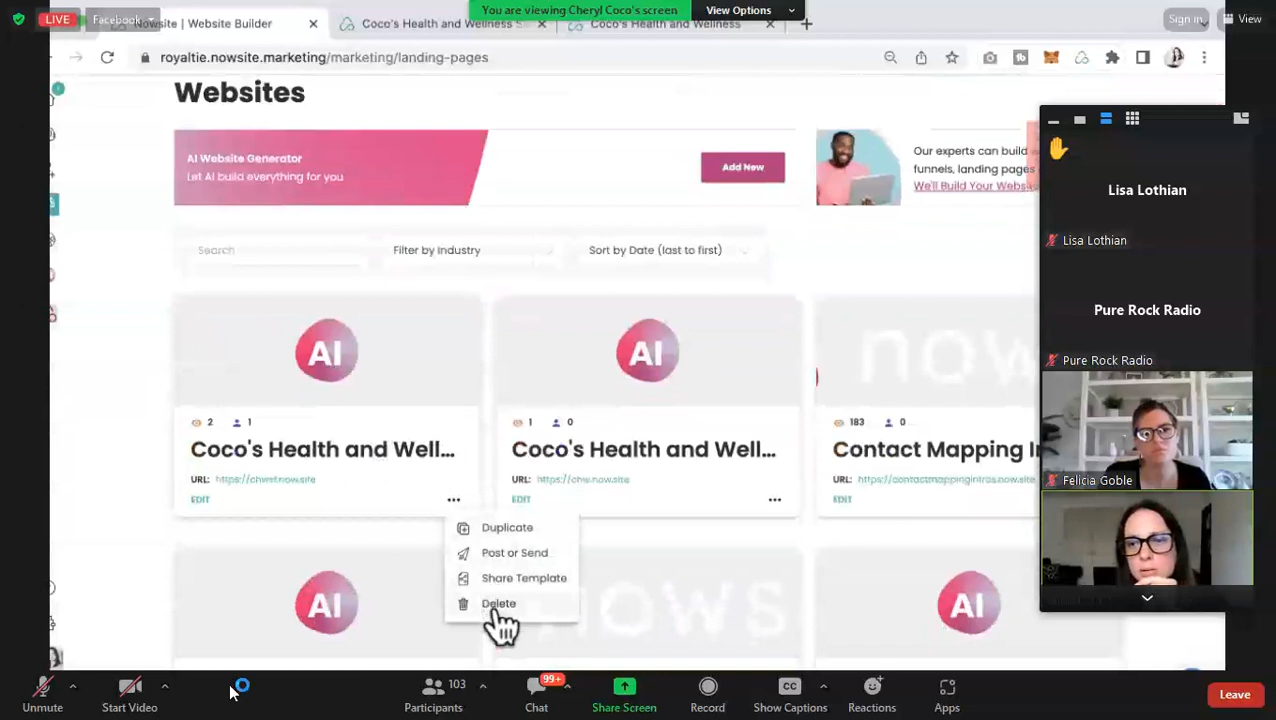 LIVE
Facebook
You are viewing Cheryl Coco's screen
View Options
Sign in
View
Nowsite | Website Builder
Coco's Health and Wellness
Coco's Health and Wellness
royaltie.nowsite.marketing/marketing/landing-pages
Websites
AI Website Generator
Let AI build everything for you
Add New
Our experts can build
funnels, landing pages
We'll Build Your
Search
Filter by Industry
Sort by Date (last to first)
AI
AI
now
2 1
1 0
183 0
Coco's Health and Well...
Coco's Health and Well...
Contact Mapping
URL: https://chwrf.now.site
URL: https://chw.now.site
URL: https://contactmappingintros.now.site
EDIT
EDIT
EDIT
Duplicate
Post or Send
Share Template
Delete
AI
nows
AI
Lisa Lothian
Lisa Lothian
Pure Rock Radio
Pure Rock Radio
Felicia Goble
Unmute
Start Video
103
Participants
99+
Chat
Share Screen
Record
CC
Show Captions
Reactions
Apps
Leave